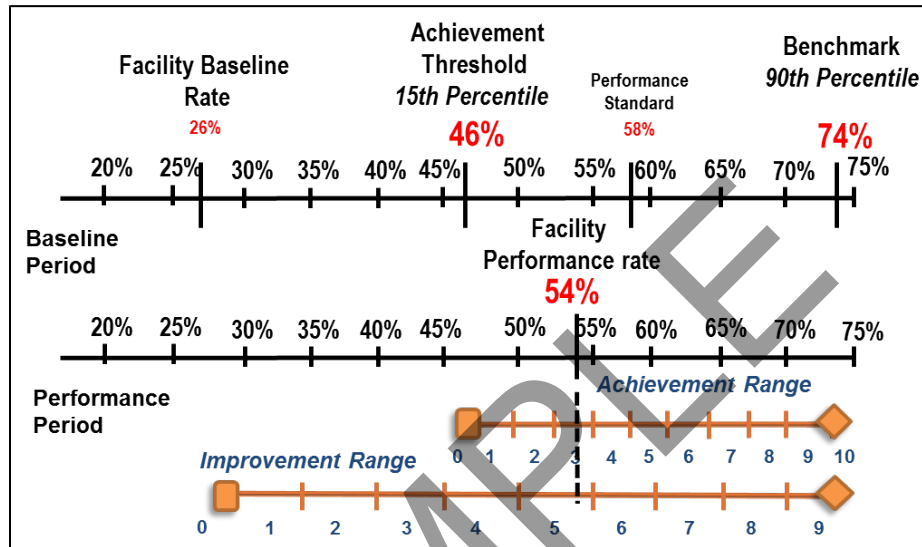 Facility Baseline
Rate
26%
Achievement
Threshold
15th Percentile
46%
Performance
Standard
58%
Benchmark
90th Percentile
74%
20% 25% 30% 35% 40% 45% 50% 55% 60% 65% 70% 75%
Baseline
Period
Facility
Performance rate
54%
20% 25% 30% 35% 40% 45% 50% 55% 60% 65% 70% 75%
Performance
Period
Achievement Range
0 1 2 3 4 5 6 7 8 9 10
Improvement Range
0 1 2 3 4 5 6 7 8 9
MPLE